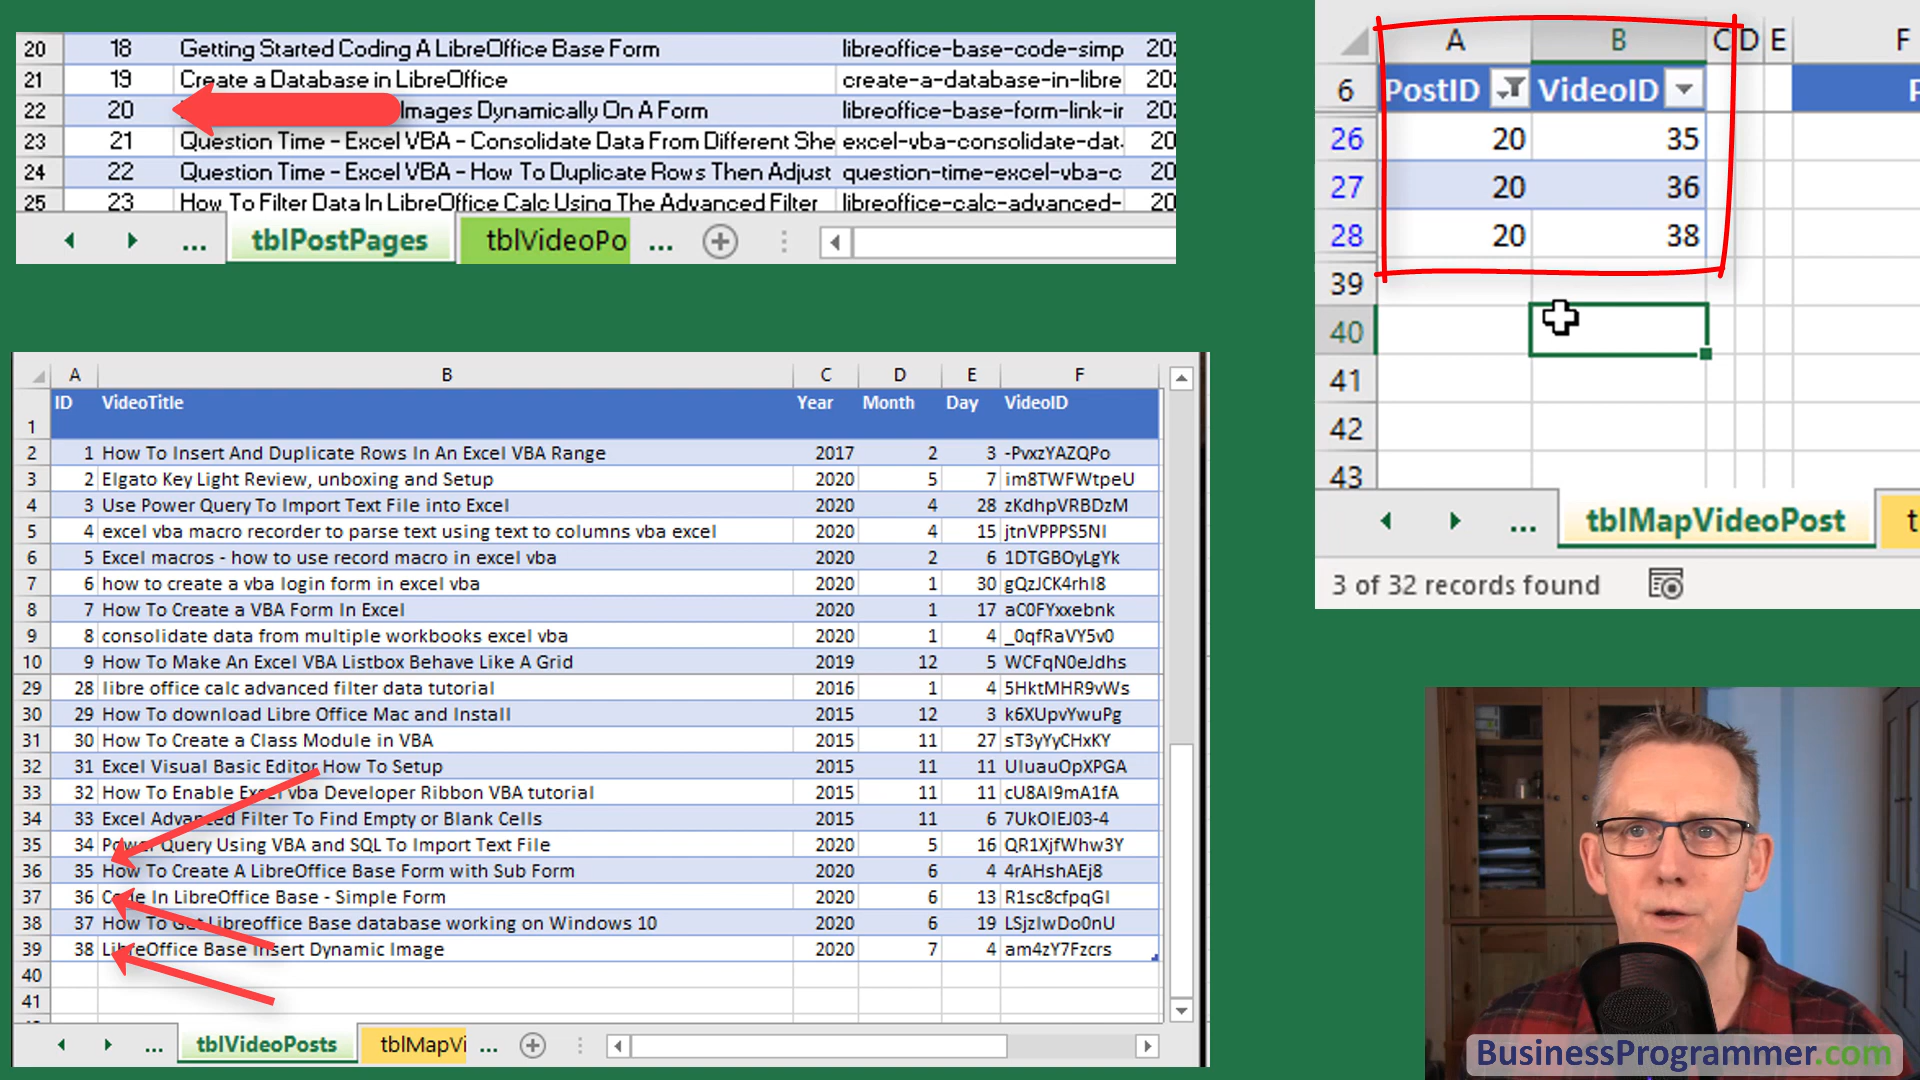 20 18 Getting Started Coding A LibreOffice Base Form libreoffice-base-code-simp 20
21 19 Create a Database in LibreOffice create-a-database-in-libre 20
22 20 Images Dynamically On A Form libreoffice-base-form-link-ir 20
23 21 Question Time - Excel VBA - Consolidate Data From Different She excel-vba-consolidate-dat 20
24 22 Question Time - Excel VBA - How To Duplicate Rows Then Adjust question-time-excel-vba-c 20
25 23 How To Filter Data In LibreOffice Calc Using The Advanced Filter libreoffice-calc-advanced- 20
... tblPostPages tblVideoPo ...
A B C D E F
6 PostID VideoID
26 20 35
27 20 36
28 20 38
39
40
41
42
43
... tblMapVideoPost t
3 of 32 records found
A B C D E F
1 ID VideoTitle Year Month Day VideoID
2 1 How To Insert And Duplicate Rows In An Excel VBA Range 2017 2 3 -PvxzYAZQPo
3 2 Elgato Key Light Review, unboxing and Setup 2020 5 7 im8TWFWtpeU
4 3 Use Power Query To Import Text File into Excel 2020 4 28 zKdhpVRBDzM
5 4 excel vba macro recorder to parse text using text to columns vba excel 2020 4 15 jtnVPPPS5NI
6 5 Excel macros - how to use record macro in excel vba 2020 2 6 1DTGBOyLgYk
7 6 how to create a vba login form in excel vba 2020 1 30 gQzJCK4rhI8
8 7 How To Create a VBA Form In Excel 2020 1 17 aC0FYxxebnk
9 8 consolidate data from multiple workbooks excel vba 2020 1 4 _0qfRaVY5v0
10 9 How To Make An Excel VBA Listbox Behave Like A Grid 2019 12 5 WCFqN0eJdhs
29 28 libre office calc advanced filter data tutorial 2016 1 4 5HktMHR9vWs
30 29 How To download Libre Office Mac and Install 2015 12 3 k6XUpvYwuPg
31 30 How To Create a Class Module in VBA 2015 11 27 sT3yYyCHxKY
32 31 Excel Visual Basic Editor How To Setup 2015 11 11 UIuauOpXPGA
33 32 How To Enable Excel vba Developer Ribbon VBA tutorial 2015 11 11 cU8AI9mA1fA
34 33 Excel Advanced Filter To Find Empty or Blank Cells 2015 11 6 7UkOIEJ03-4
35 34 Power Query Using VBA and SQL To Import Text File 2020 5 16 QR1XjfWhw3Y
36 35 How To Create A LibreOffice Base Form with Sub Form 2020 6 4 4rAHshAEj8
37 36 Code In LibreOffice Base - Simple Form 2020 6 13 R1sc8cfpqGI
38 37 How To Get Libreoffice Base database working on Windows 10 2020 6 19 LSjzIwDo0nU
39 38 LibreOffice Base Insert Dynamic Image 2020 7 4 am4zY7Fzcrs
40
41
... tblVideoPosts tblMapVi ...
BusinessProgrammer.com